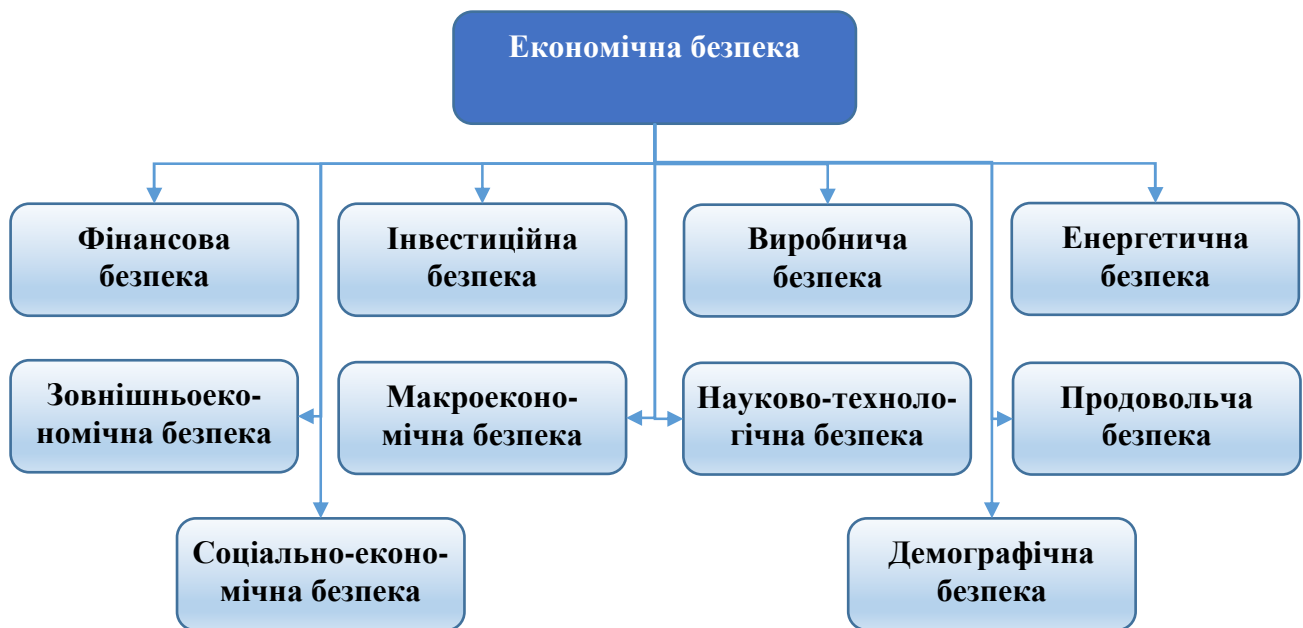 Економічна безпека
Фінансова
безпека
Інвестиційна
безпека
Виробнича
безпека
Енергетична
безпека
Зовнішньоеко-
номічна безпека
Макроеконо-
мічна безпека
Науково-техноло-
гічна безпека
Продовольча
безпека
Соціально-еконо-
мічна безпека
Демографічна
безпека